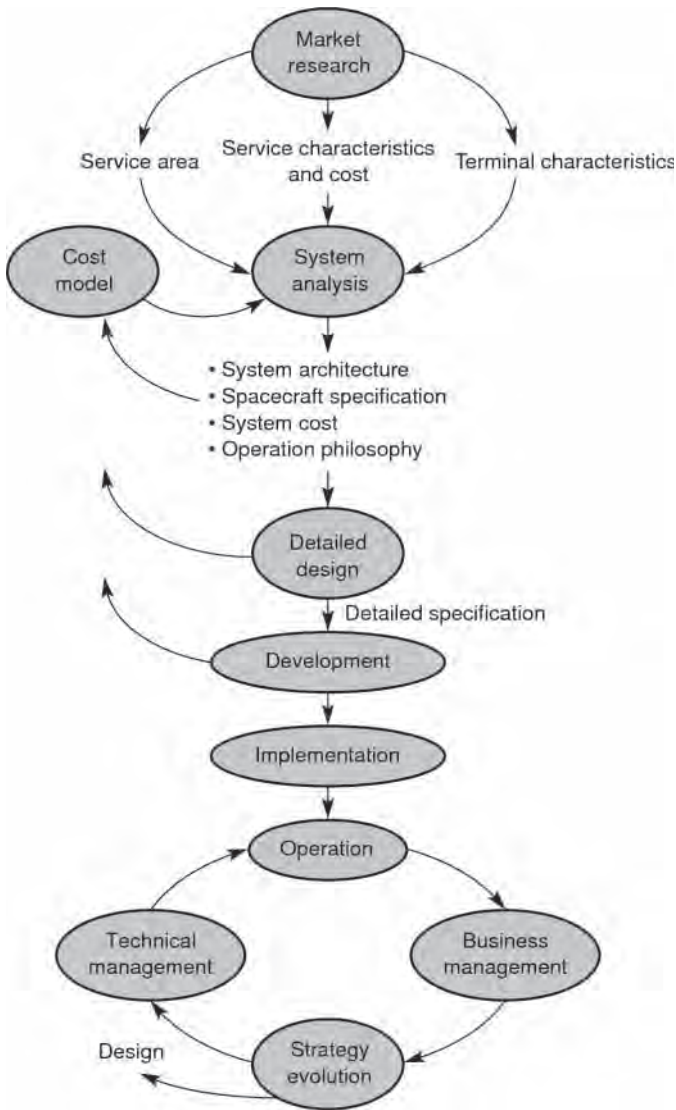 Market
research
Service area
Service characteristics
and cost
Terminal characteristics
Cost
model
System
analysis
• System architecture
• Spacecraft specification
• System cost
• Operation philosophy
Detailed
design
Detailed specification
Development
Implementation
Operation
Technical
management
Business
management
Design
Strategy
evolution